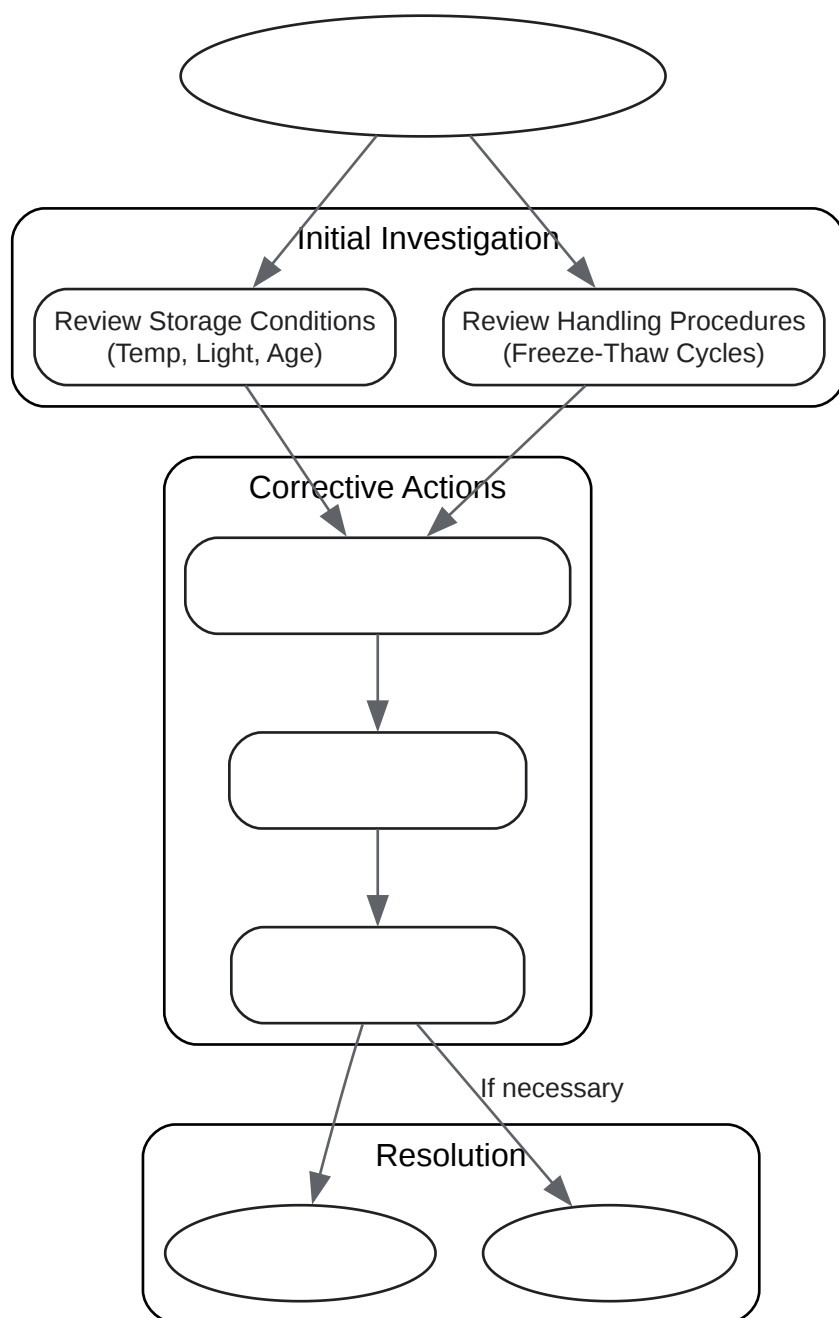 Initial Investigation
Review Storage Conditions
(Temp, Light, Age)
Review Handling Procedures
(Freeze-Thaw Cycles)
Corrective Actions
If necessary
Resolution